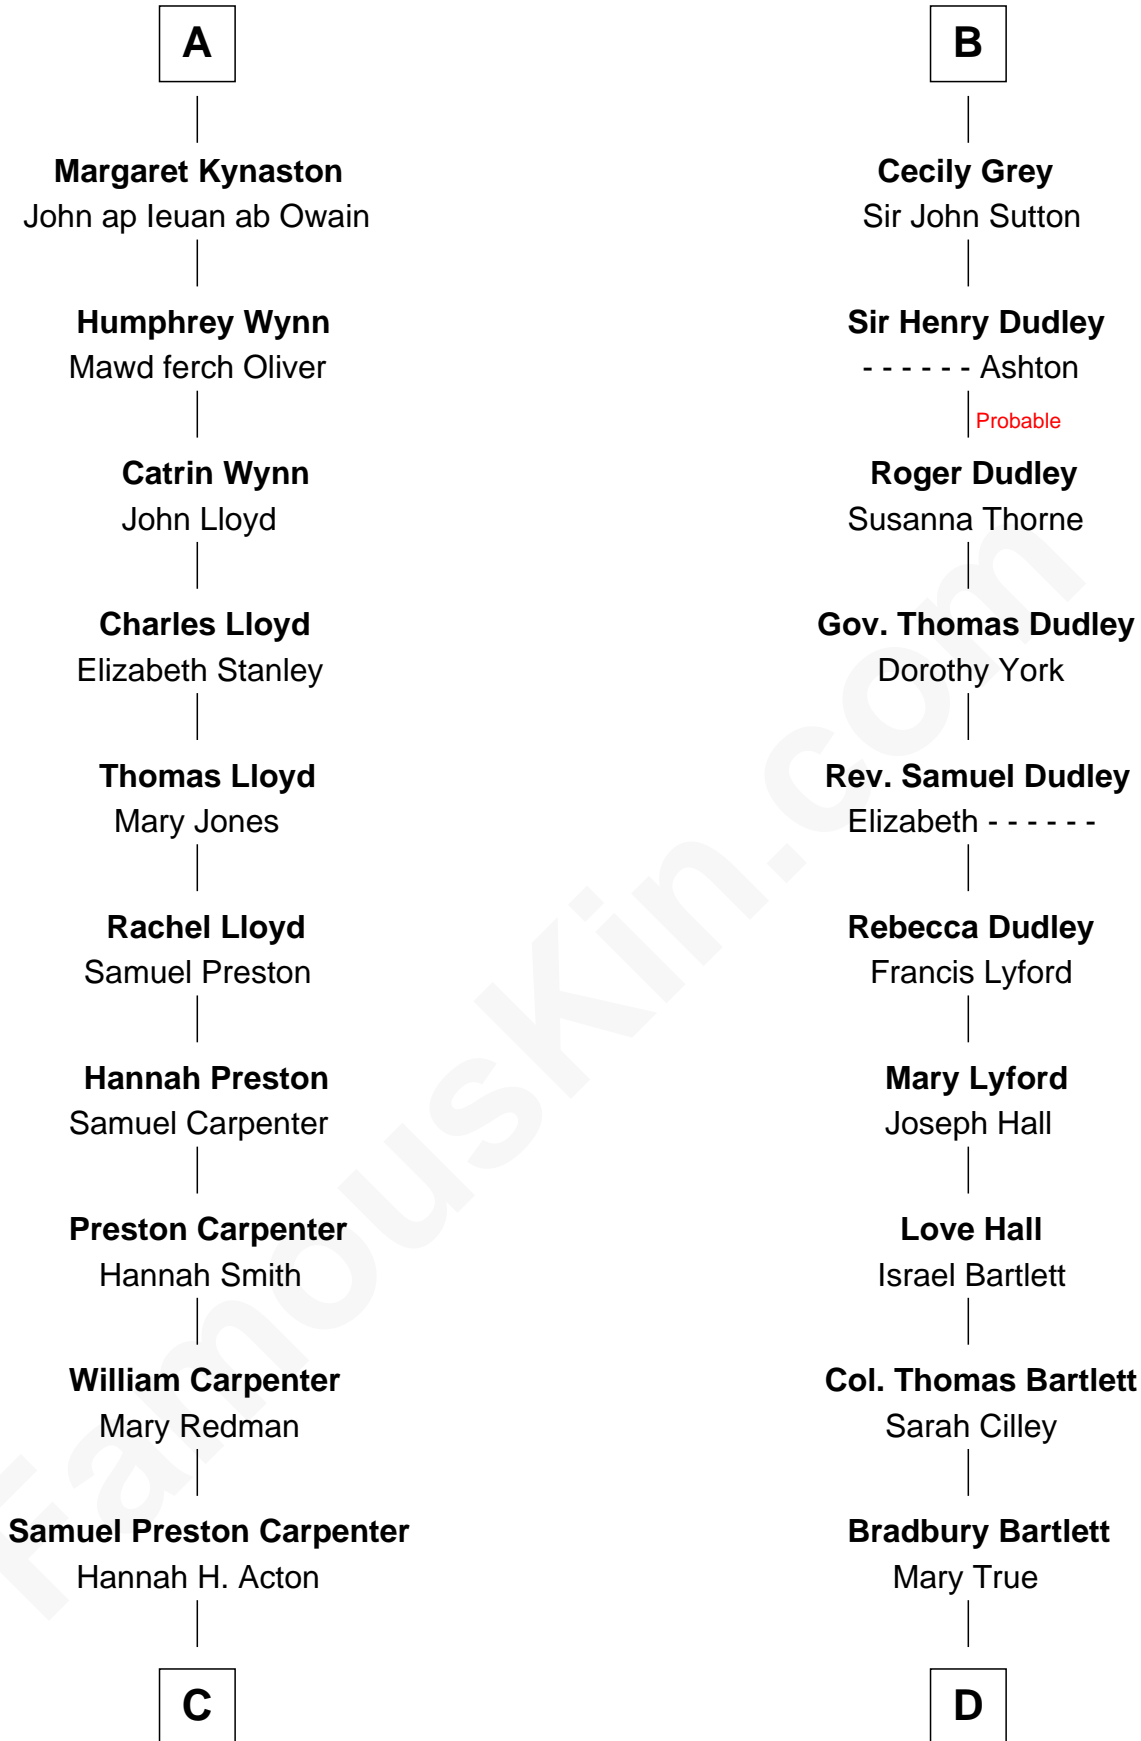 A
Margaret Kynaston
John ap Ieuan ab Owain
Humphrey Wynn
Mawd ferch Oliver
Catrin Wynn
John Lloyd
Charles Lloyd
Elizabeth Stanley
Thomas Lloyd
Mary Jones
Rachel Lloyd
Samuel Preston
Hannah Preston
Samuel Carpenter
Preston Carpenter
Hannah Smith
William Carpenter
Mary Redman
Samuel Preston Carpenter
Hannah H. Acton
C
B
Cecily Grey
Sir John Sutton
Sir Henry Dudley
- - - - - - Ashton
Probable
Roger Dudley
Susanna Thorne
Gov. Thomas Dudley
Dorothy York
Rev. Samuel Dudley
Elizabeth - - - - - -
Rebecca Dudley
Francis Lyford
Mary Lyford
Joseph Hall
Love Hall
Israel Bartlett
Col. Thomas Bartlett
Sarah Cilley
Bradbury Bartlett
Mary True
D
FamousKin.com